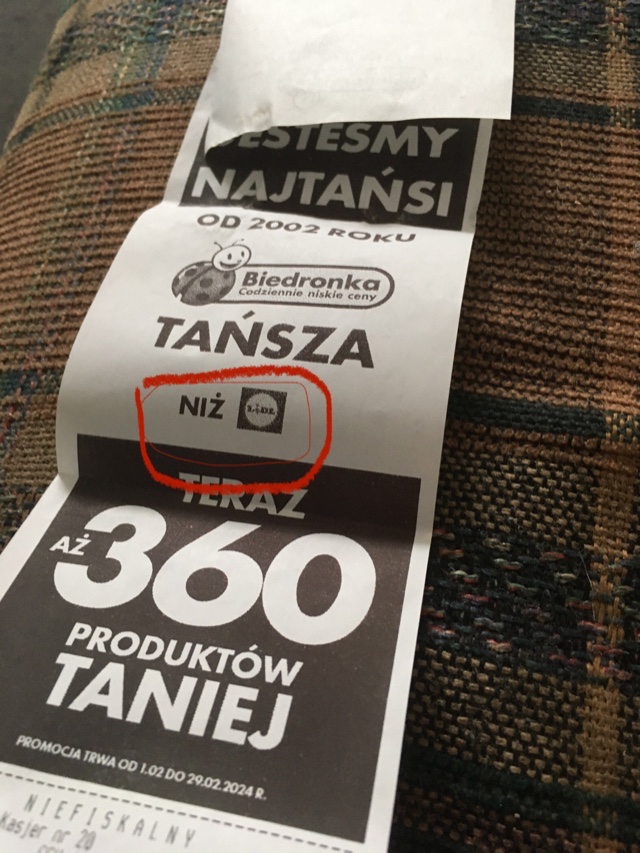 JESTEŚMY
NAJTAŃSI
OD 2002 ROKU
Biedronka
Codziennie niskie ceny
TAŃSZA
NIŻ LIDL
TERAZ
AŻ 360
PRODUKTÓW
TANIEJ
PROMOCJA TRWA OD 1.02 DO 29.02.2024 R.
NIEFISKALNY
Kasjer nr 20